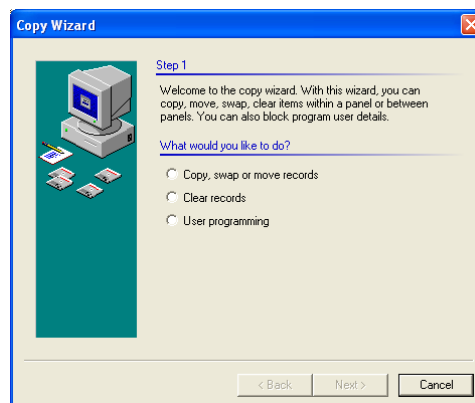 Copy Wizard
Step 1
Welcome to the copy wizard. With this wizard, you can
copy, move, swap, clear items within a panel or between
panels. You can also block program user details.
What would you like to do?
Copy, swap or move records
Clear records
User programming
< Back
Next >
Cancel